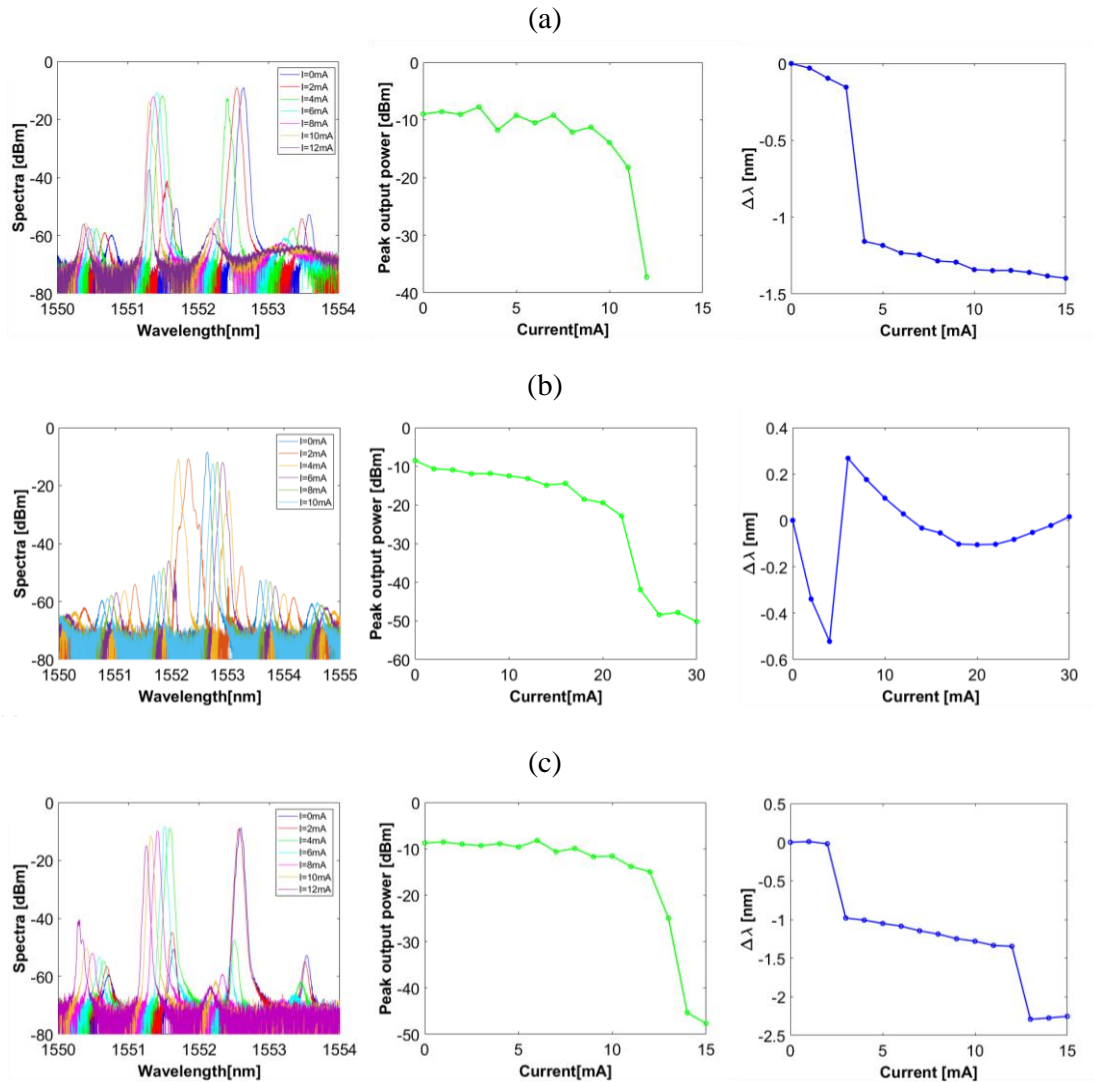 (a)
Spectra [dBm]
0
-20
-40
-60
-80
1550
1551
1552
1553
1554
Wavelength[nm]
I=0mA
I=2mA
I=4mA
I=6mA
I=8mA
I=10mA
I=12mA
Peak output power [dBm]
0
-10
-20
-30
-40
0
5
10
15
Current[mA]
Δ λ [nm]
0
-0.5
-1
-1.5
0
5
10
15
Current [mA]
(b)
Spectra [dBm]
0
-20
-40
-60
-80
1550
1551
1552
1553
1554
1555
Wavelength[nm]
I=0mA
I=2mA
I=4mA
I=6mA
I=8mA
I=10mA
Peak output power [dBm]
0
-10
-20
-30
-40
-50
-60
0
10
20
30
Current[mA]
Δ λ [nm]
0.4
0.2
0
-0.2
-0.4
-0.6
0
10
20
30
Current [mA]
(c)
Spectra [dBm]
0
-20
-40
-60
-80
1550
1551
1552
1553
1554
Wavelength[nm]
I=0mA
I=2mA
I=4mA
I=6mA
I=8mA
I=10mA
I=12mA
Peak output power [dBm]
0
-10
-20
-30
-40
-50
0
5
10
15
Current[mA]
Δ λ [nm]
0.5
0
-0.5
-1
-1.5
-2
-2.5
0
5
10
15
Current [mA]